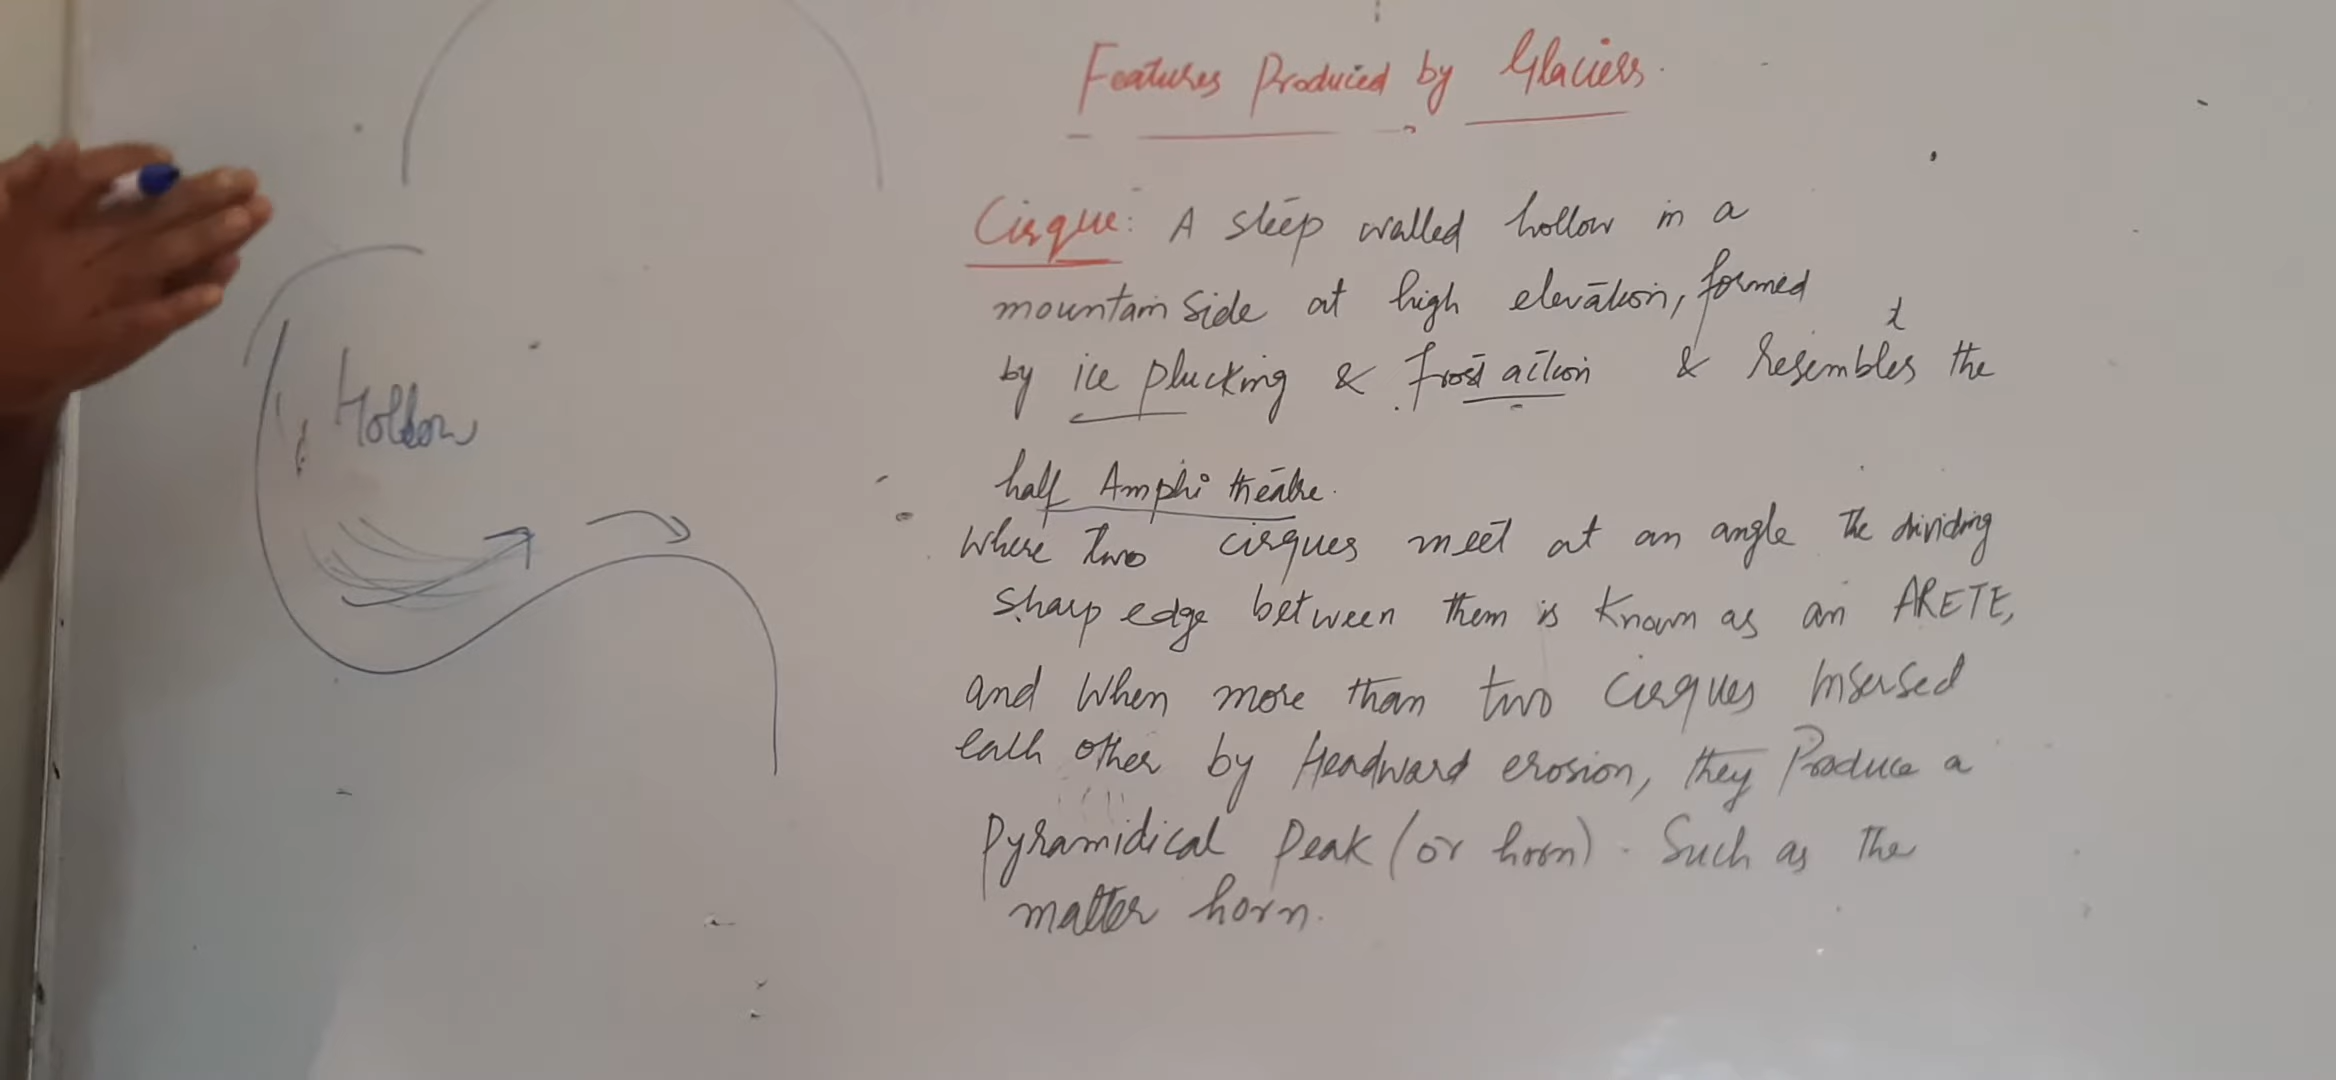 Features Produced by Glaciers.
Cirque: A steep walled hollow in a
mountain side at high elevation, formed
by ice plucking & Frost action & resembles the
half Amphi theatre.
Where two cirques meet at an angle the dividing
sharp edge between them is known as an ARETE,
and when more than two cirques Insersed
each other by Headward erosion, they Produce a
Pyramidical Peak (or horn). Such as the
matter horn.
Hollow